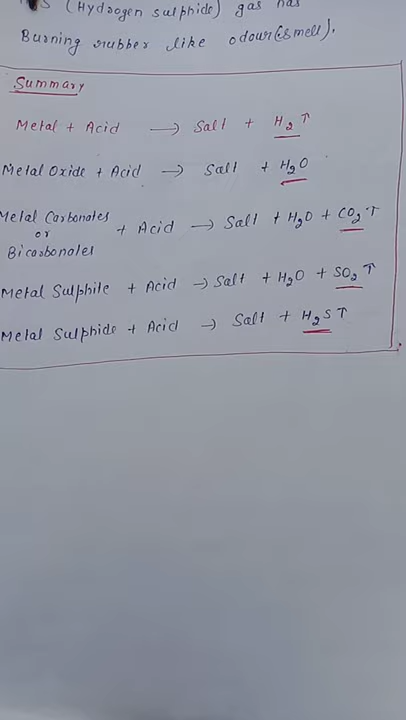 S (Hydrogen sulphide) gas has
Burning rubber like odour (smell).
Summary
Metal + Acid → Salt + H2↑
Metal Oxide + Acid → Salt + H2O
Metal Carbonates
or
Bicarbonates
+ Acid → Salt + H2O + CO2↑
Metal Sulphite + Acid → Salt + H2O + SO2↑
Metal Sulphide + Acid → Salt + H2S↑